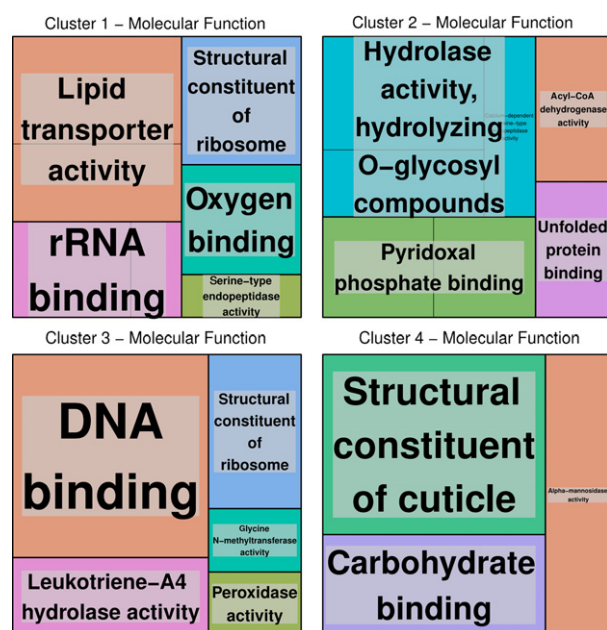 Cluster 1 – Molecular Function
Lipid
transporter
activity
Structural
constituent
of
ribosome
Oxygen
binding
rRNA
binding
Serine−type
endopeptidase
activity
Cluster 2 – Molecular Function
Hydrolase
activity,
hydrolyzing
O−glycosyl
compounds
Acyl−CoA
dehydrogenase
activity
Pyridoxal
phosphate binding
Unfolded
protein
binding
Cluster 3 – Molecular Function
DNA
binding
Structural
constituent
of
ribosome
Glycine
N−methyltransferase
activity
Leukotriene−A4
hydrolase activity
Peroxidase
activity
Cluster 4 – Molecular Function
Structural
constituent
of cuticle
Alpha−mannosidase
activity
Carbohydrate
binding